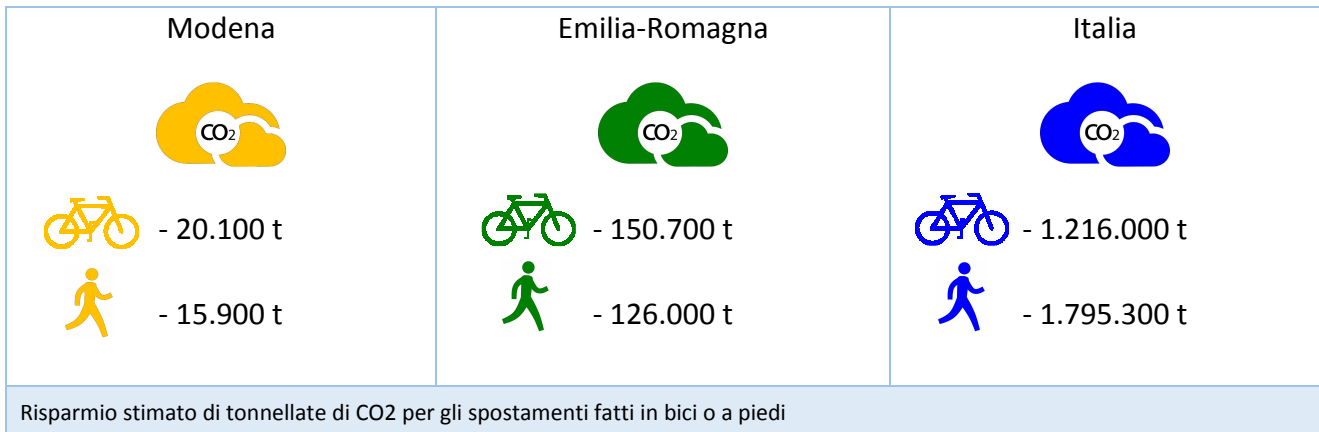 Modena
CO2
- 20.100 t
- 15.900 t
Emilia-Romagna
CO2
- 150.700 t
- 126.000 t
Italia
CO2
- 1.216.000 t
- 1.795.300 t
Risparmio stimato di tonnellate di CO2 per gli spostamenti fatti in bici o a piedi